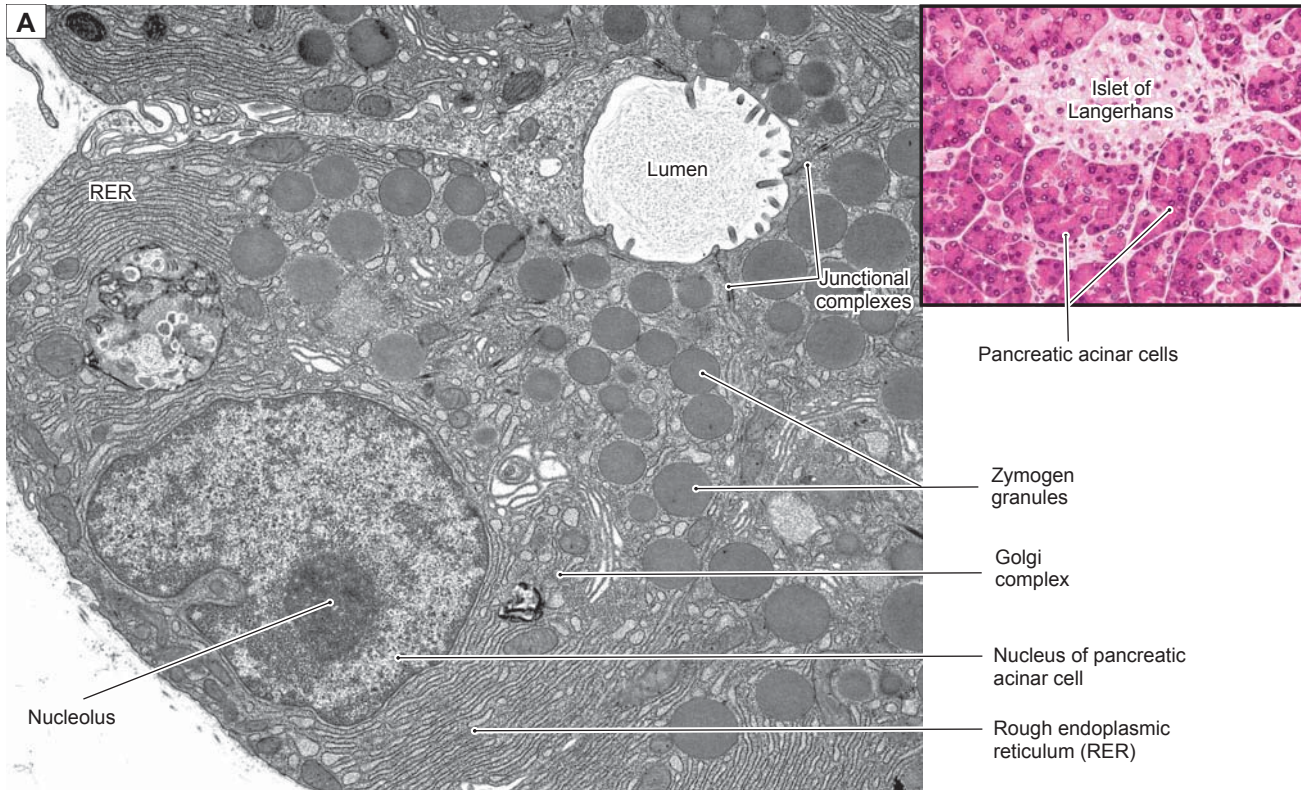 A
Islet of
Langerhans
RER
Lumen
Junctional
complexes
Pancreatic acinar cells
Zymogen
granules
Golgi
complex
Nucleus of pancreatic
acinar cell
Nucleolus
Rough endoplasmic
reticulum (RER)